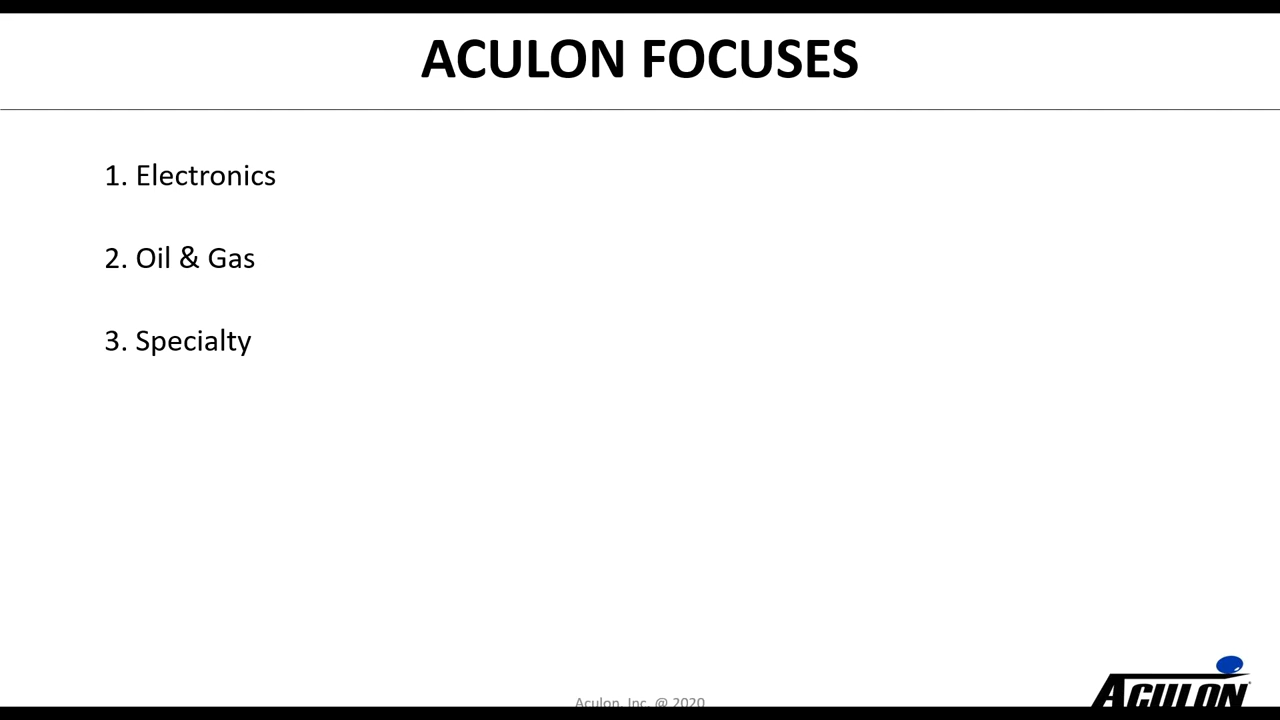 ACULON FOCUSES
1. Electronics
2. Oil & Gas
3. Specialty
Aculon, Inc. @ 2020
ACULON